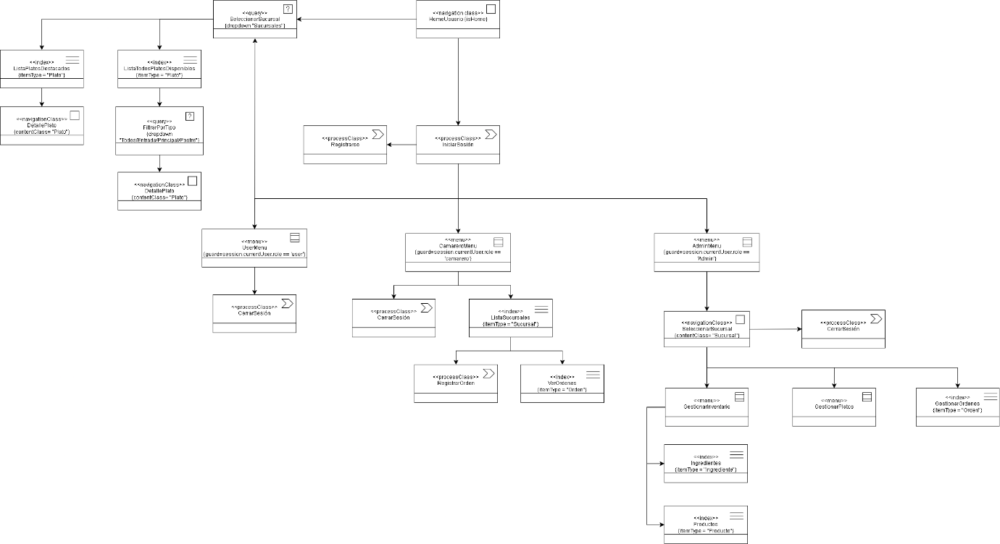 <<query>>
SeleccionarSucursal
{dropdown "Sucursales"}
?
<<navigation class>>
HomeUsuario {isHome}
<<index>>
ListaPlatosDestacados
{itemType = "Plato"}
<<index>>
ListaTodosPlatosDisponibles
{itemType = "Plato"}
<<navigationClass>>
DetallePlato
{contentClass= "Plato"}
?
<<query>>
FiltrarPorTipo
{dropdown
"Todos/Entrada/Principal/Postre"}
<<processClass>>
Registrarse
<<processClass>>
IniciarSesión
<<navigationClass>>
DetallePlato
{contentClass= "Plato"}
<<menu>>
UserMenu
{guard=session.currentUser.role == 'user'}
<<menu>>
CamareroMenu
{guard=session.currentUser.role ==
'camarero'}
<<menu>>
AdminMenu
{guard=session.currentUser.role ==
'Admin'}
<<processClass>>
CerrarSesión
<<processClass>>
CerrarSesión
<<index>>
ListaSucursales
{itemType = "Sucursal"}
<<navigationClass>>
SeleccionarSucursal
{contentClass= "Sucursal"}
<<processClass>>
CerrarSesión
<<processClass>>
RegistrarOrden
<<index>>
VerOrdenes
{itemType = "Orden"}
<<menu>>
GestionarInventario
<<menu>>
GestionarPlatos
<<index>>
GestionarOrdenes
{itemType = "Orden"}
<<index>>
Ingredientes
{itemType = "Ingrediente"}
<<index>>
Productos
{itemType = "Producto"}